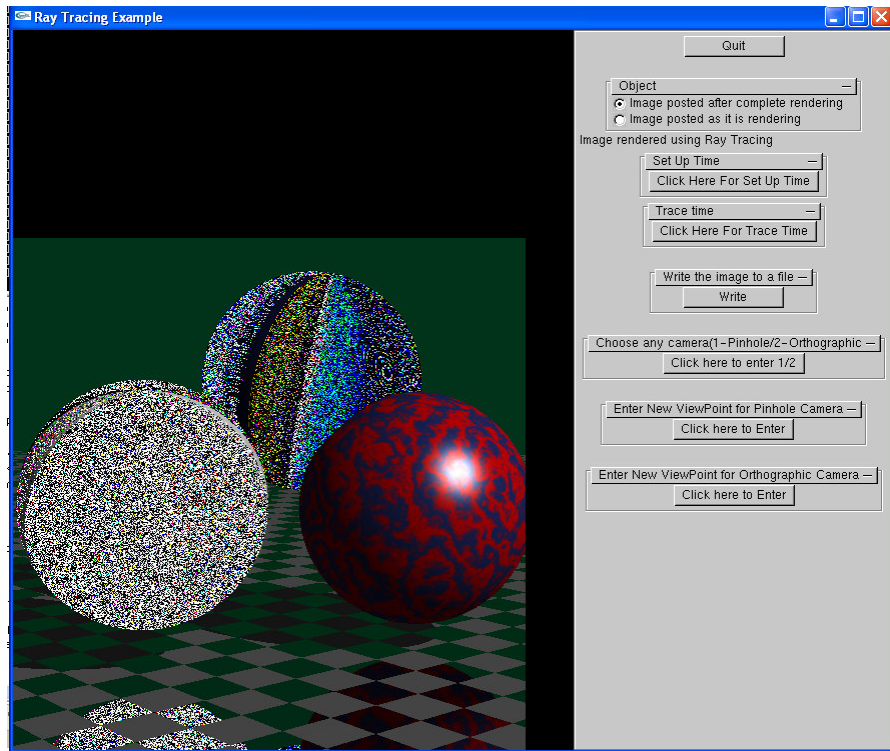 Ray Tracing Example
Quit
Object
Image posted after complete rendering
Image posted as it is rendering
Image rendered using Ray Tracing
Set Up Time
Click Here For Set Up Time
Trace time
Click Here For Trace Time
Write the image to a file
Write
Choose any camera(1-Pinhole/2-Orthographic
Click here to enter 1/2
Enter New ViewPoint for Pinhole Camera
Click here to Enter
Enter New ViewPoint for Orthographic Camera
Click here to Enter